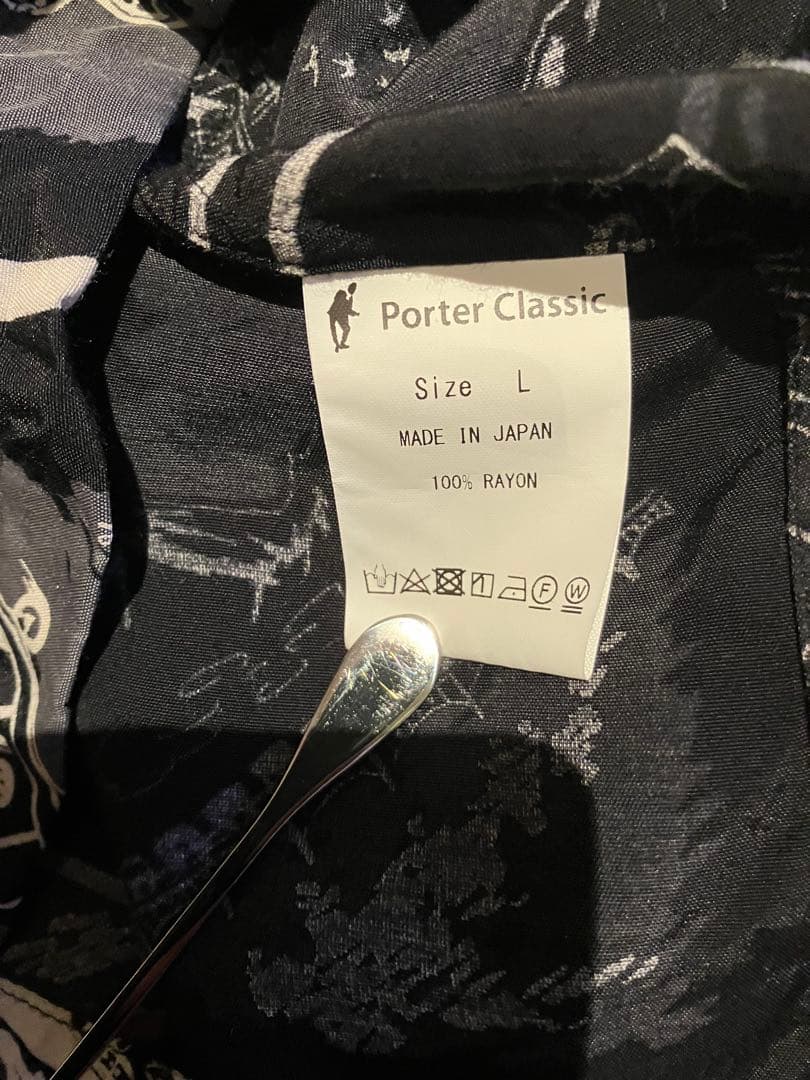 Porter Classic
Size L
MADE IN JAPAN
100% RAYON
F W